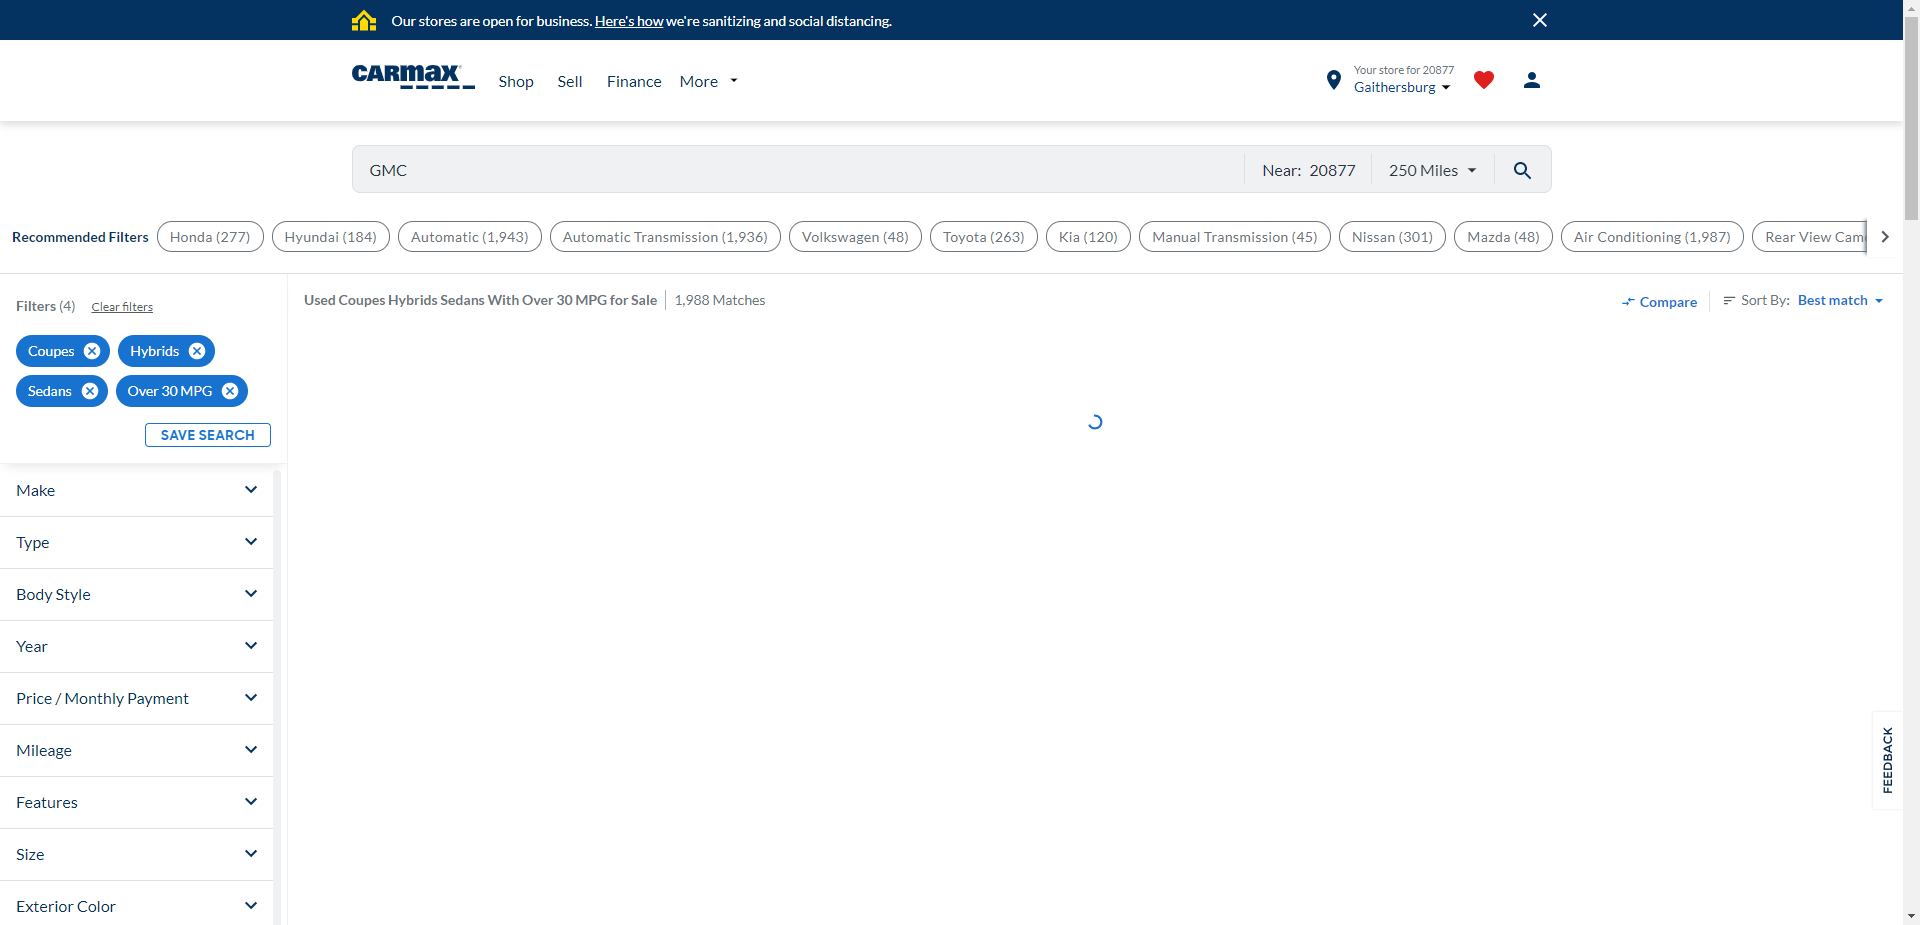 Our stores are open for business. Here's how we're sanitizing and social distancing.
CARMAX
Shop Sell Finance More
Your store for 20877
Gaithersburg
GMC
Near: 20877
250 Miles
Recommended Filters
Honda (277)
Hyundai (184)
Automatic (1,943)
Automatic Transmission (1,936)
Volkswagen (48)
Toyota (263)
Kia (120)
Manual Transmission (45)
Nissan (301)
Mazda (48)
Air Conditioning (1,987)
Rear View
Filters (4) Clear filters
Coupes
Hybrids
Sedans
Over 30 MPG
SAVE SEARCH
Used Coupes Hybrids Sedans With Over 30 MPG for Sale
1,988 Matches
Compare
Sort By: Best match
Make
Type
Body Style
Year
Price / Monthly Payment
Mileage
Features
Size
Exterior Color
FEEDBACK